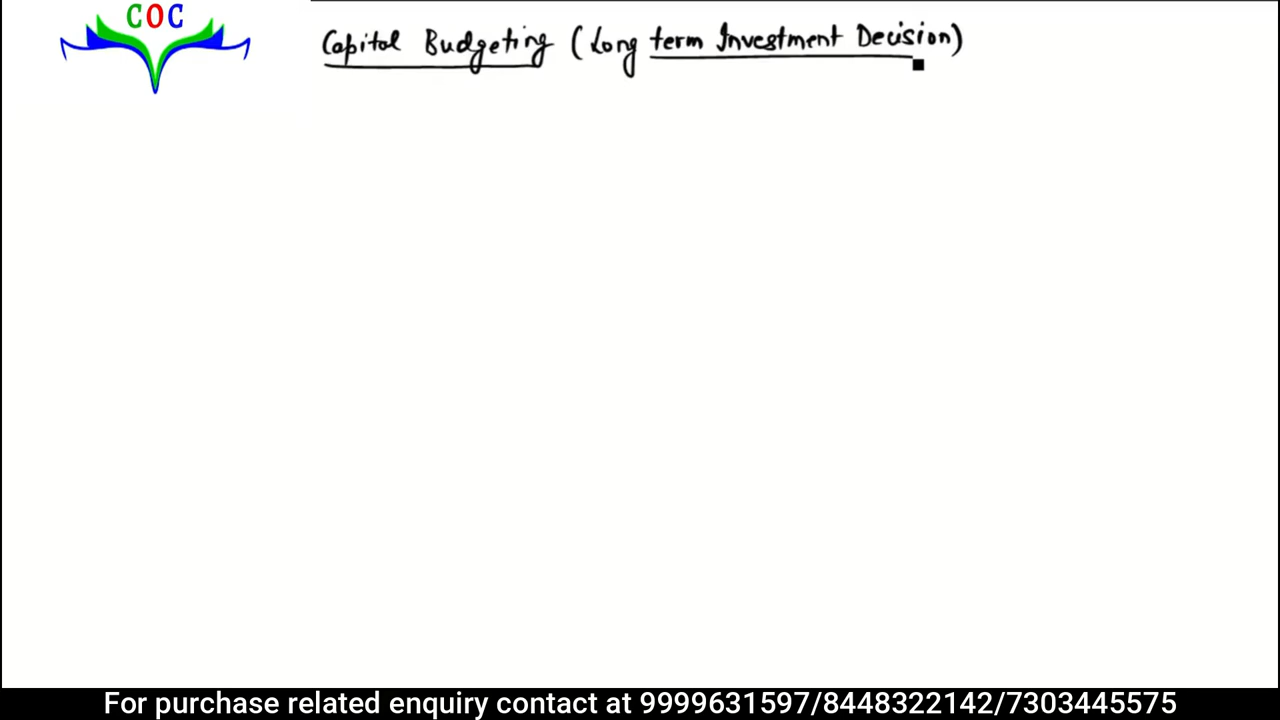 COC
Capital Budgeting (Long term Investment Decision)
For purchase related enquiry contact at 9999631597/8448322142/7303445575